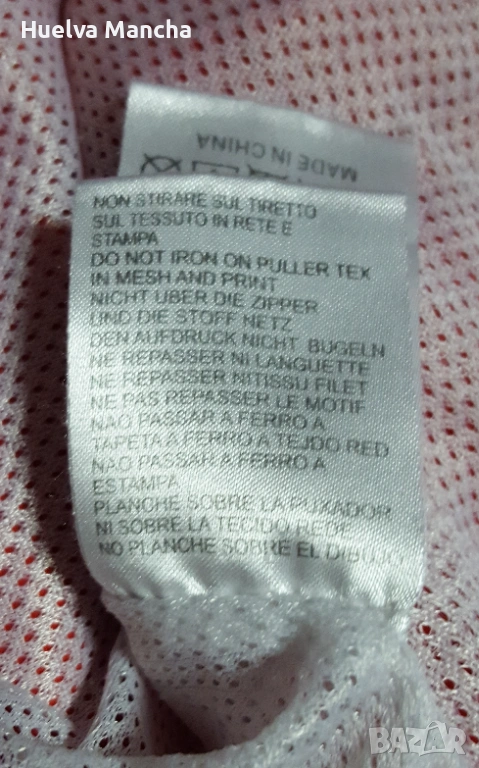 Huelva Mancha
MADE IN CHINA
NON STIRARE SUL TIRETTO
SUL TESSUTO IN RETE E
STAMPA
DO NOT IRON ON PULLER TEX
IN MESH AND PRINT
NICHT UBER DIE ZIPPER
UND DIE STOFF NETZ
DEN AUFDRUCK NICHT BUGELN
NE REPASSER NI LANGUETTE
NE REPASSER NITISSU FILET
NE PAS REPASSER LE MOTIF
NAO PASSAR A FERRO A
TAPETA A FERRO A TEJDO RED
NAO PASSAR A FERRO A
ESTAMPA
PLANCHE SOBRE LA PUXADOR
NI SOBRE LA TECIDO REDE
NO PLANCHE SOBRE EL DIBUJO
BAZAR